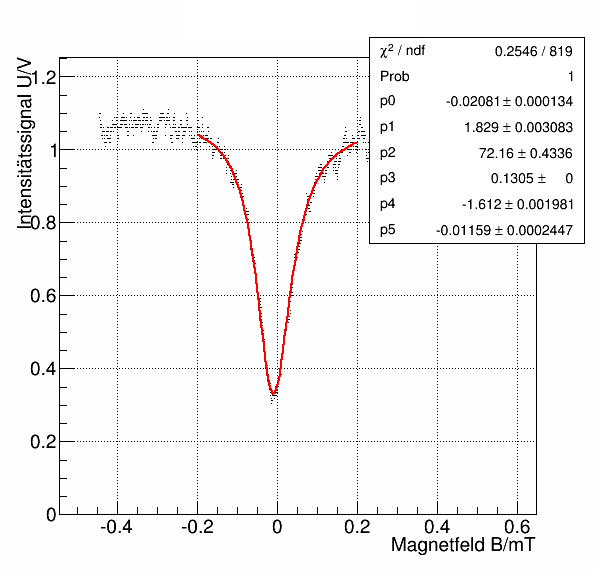 χ² / ndf 0.2546 / 819
Prob 1
p0 -0.02081 ± 0.000134
p1 1.829 ± 0.003083
p2 72.16 ± 0.4336
p3 0.1305 ± 0
p4 -1.612 ± 0.001981
p5 -0.01159 ± 0.0002447
Intensitätssignal U/V
1.2
1
0.8
0.6
0.4
0.2
0
-0.4 -0.2 0 0.2 0.4 0.6
Magnetfeld B/mT